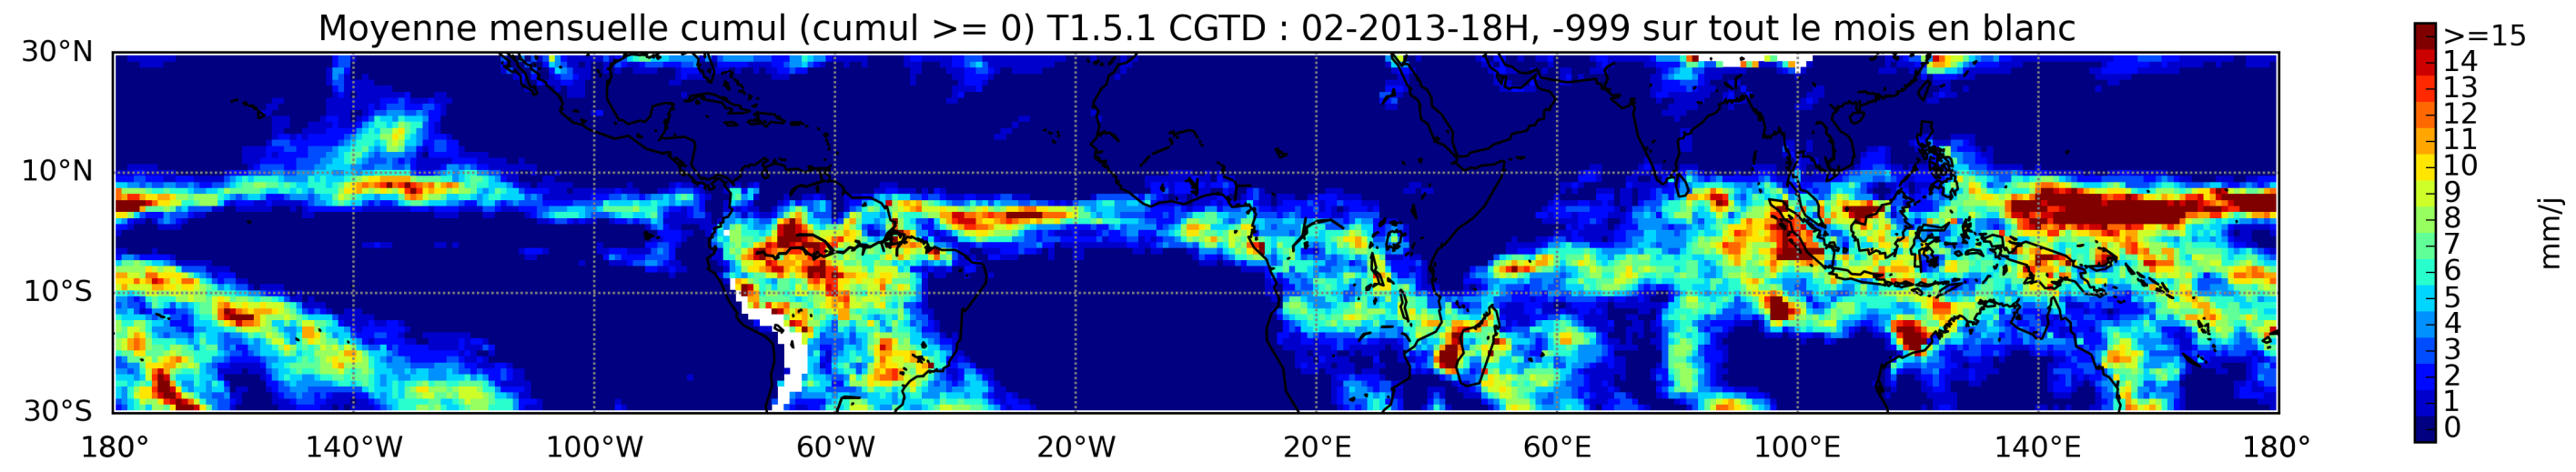 Moyenne mensuelle cumul (cumul >= 0) T1.5.1 CGTD : 02-2013-18H, -999 sur tout le mois en blanc
30°N
10°N
10°S
30°S
180° 140°W 100°W 60°W 20°W 20°E 60°E 100°E 140°E 180°
>=15
14
13
12
11
10
9
8
7
6
5
4
3
2
1
0
mm/j